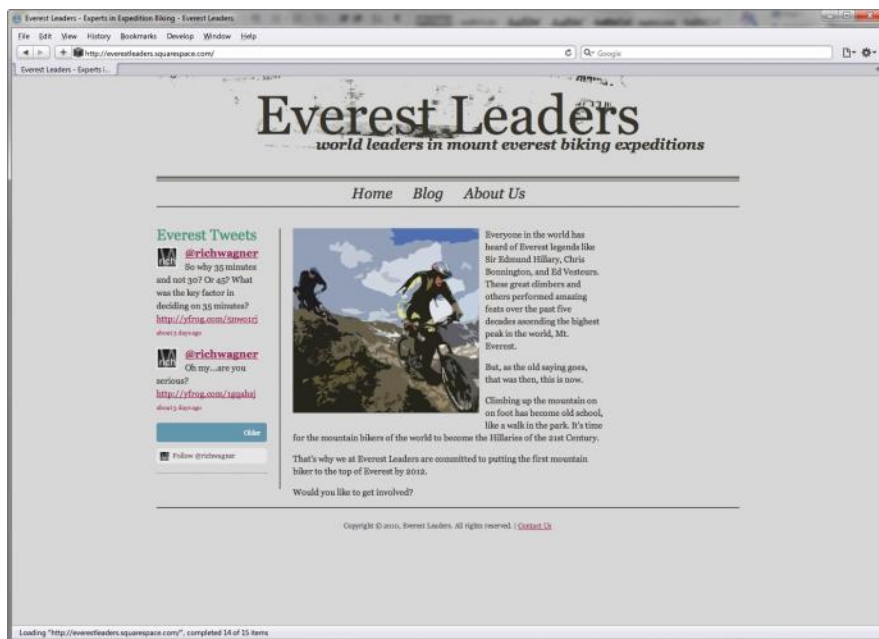 Everest Leaders - Experts in Expedition Biking - Everest Leaders
File Edit View History Bookmarks Develop Window Help
http://everestleaders.squarespace.com/
Google
Everest Leaders - Experts i...
Everest Leaders
world leaders in mount everest biking expeditions
Home Blog About Us
Everest Tweets
@richwagner
So why 35 minutes
and not 30? Or 45? What
was the key factor in
deciding on 35 minutes?
about 3 days ago
@richwagner
Oh my...are you
serious?
about 3 days ago
Older
Follow @richwagner
Everyone in the world has
heard of Everest legends like
Sir Edmund Hillary, Chris
Bonnington, and Ed Vesteurs.
These great climbers and
others performed amazing
feats over the past five
decades ascending the highest
peak in the world, Mt.
Everest.
But, as the old saying goes,
that was then, this is now.
Climbing up the mountain on
on foot has become old school,
like a walk in the park. It's time
for the mountain bikers of the world to become the Hillaries of the 21st Century.
That's why we at Everest Leaders are committed to putting the first mountain
biker to the top of Everest by 2012.
Would you like to get involved?
Copyright © 2010, Everest Leaders. All rights reserved. | Contact Us
Loading "http://everestleaders.squarespace.com/", completed 14 of 15 items